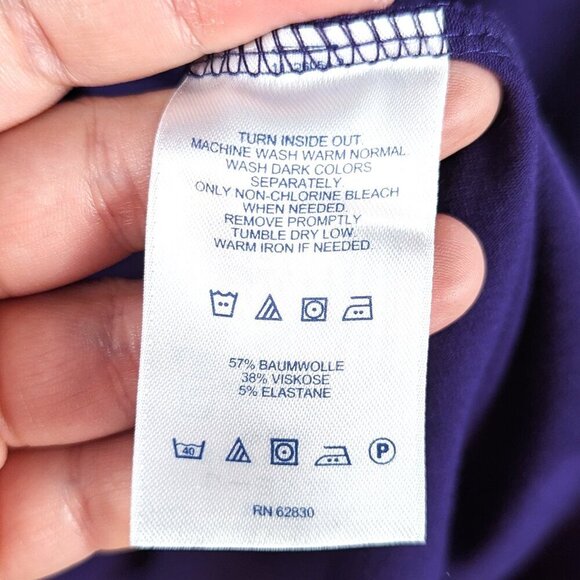 TURN INSIDE OUT.
MACHINE WASH WARM NORMAL.
WASH DARK COLORS
SEPARATELY.
ONLY NON-CHLORINE BLEACH
WHEN NEEDED.
REMOVE PROMPTLY
TUMBLE DRY LOW.
WARM IRON IF NEEDED.
57% BAUMWOLLE
38% VISKOSE
5% ELASTANE
40 P
RN 62830